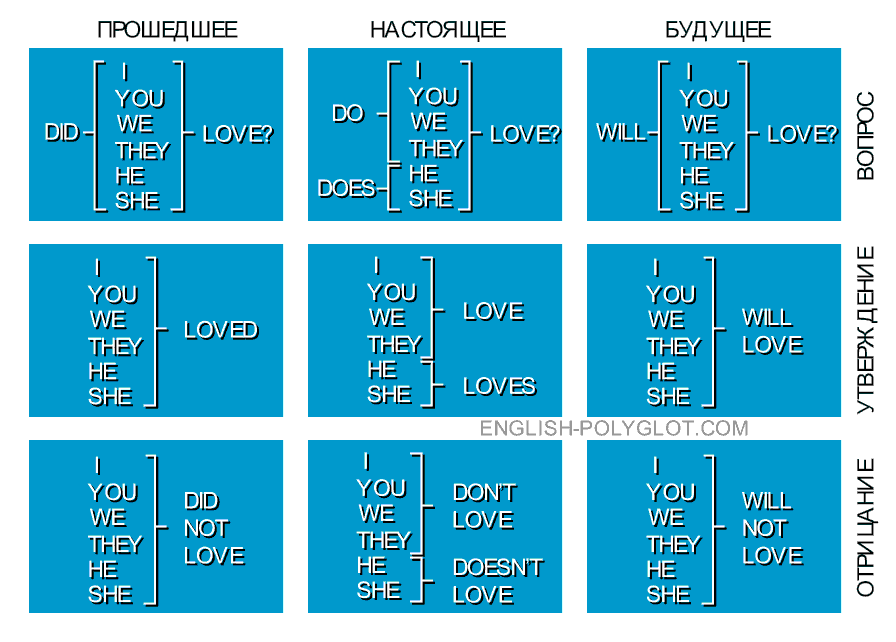 ПРОШЕДШЕЕ НАСТОЯЩЕЕ БУДУЩЕЕ
I
YOU
WE
DID THEY LOVE?
HE
SHE
I
YOU
DO WE
THEY LOVE?
DOES HE
SHE
I
YOU
WE
WILL THEY LOVE?
HE
SHE
ВОПРОС
I
YOU
WE
THEY LOVED
HE
SHE
I
YOU
WE LOVE
THEY
HE
SHE LOVES
I
YOU
WE WILL
THEY LOVE
HE
SHE
УТВЕРЖДЕНИЕ
ENGLISH-POLYGLOT.COM
I
YOU DID
WE NOT
THEY LOVE
HE
SHE
I
YOU DON'T
WE LOVE
THEY
HE DOESN'T
SHE LOVE
I
YOU WILL
WE NOT
THEY LOVE
HE
SHE
ОТРИЦАНИЕ